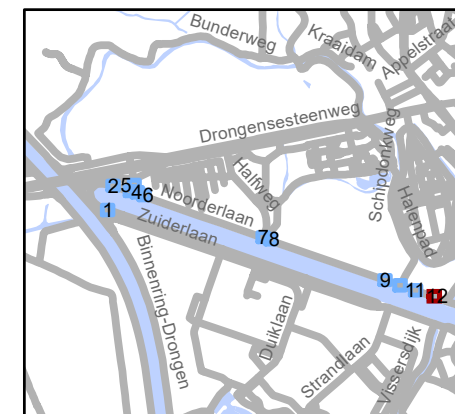 Bunderweg
Kraaidam
Appelstraat
Drongensesteenweg
Halfweg
Schipdonkweg
Halenpad
2
5
4
6
Noorderlaan
1
Zuiderlaan
7
8
Binnenring-Drongen
9
11
12
Duiklaan
Strandlaan
Vissersdijk